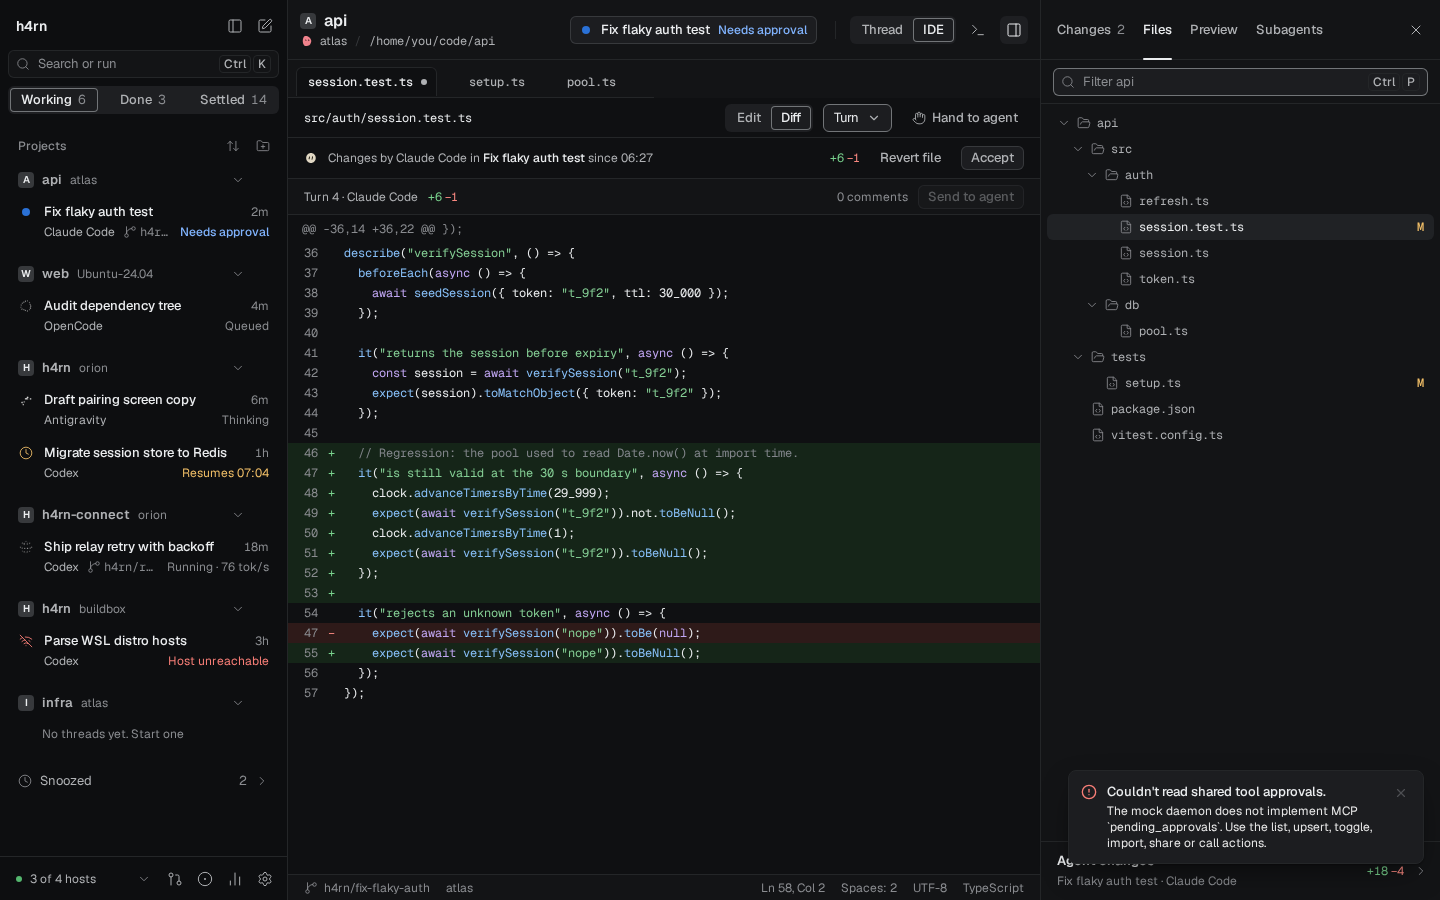 h4rn
Search or run Ctrl K
Working 6 Done 3 Settled 14
Projects
A api atlas
Fix flaky auth test 2m
Claude Code h4r... Needs approval
W web Ubuntu-24.04
Audit dependency tree 4m
OpenCode Queued
H h4rn orion
Draft pairing screen copy 6m
Antigravity Thinking
Migrate session store to Redis 1h
Codex Resumes 07:04
H h4rn-connect orion
Ship relay retry with backoff 18m
Codex h4rn/r... Running · 76 tok/s
H h4rn buildbox
Parse WSL distro hosts 3h
Codex Host unreachable
I infra atlas
No threads yet. Start one
Snoozed 2
3 of 4 hosts
A api
atlas / /home/you/code/api
Fix flaky auth test Needs approval
Thread IDE
session.test.ts setup.ts pool.ts
src/auth/session.test.ts
Edit Diff Turn Hand to agent
Changes by Claude Code in Fix flaky auth test since 06:27 +6 −1 Revert file Accept
Turn 4 · Claude Code +6 −1 0 comments Send to agent
@@ -36,14 +36,22 @@ });
36 describe("verifySession", () => {
37 beforeEach(async () => {
38 await seedSession({ token: "t_9f2", ttl: 30_000 });
39 });
40
41 it("returns the session before expiry", async () => {
42 const session = await verifySession("t_9f2");
43 expect(session).toMatchObject({ token: "t_9f2" });
44 });
45
46 + // Regression: the pool used to read Date.now() at import time.
47 + it("is still valid at the 30 s boundary", async () => {
48 + clock.advanceTimersByTime(29_999);
49 + expect(await verifySession("t_9f2")).not.toBeNull();
50 + clock.advanceTimersByTime(1);
51 + expect(await verifySession("t_9f2")).toBeNull();
52 + });
53 +
54 it("rejects an unknown token", async () => {
47 − expect(await verifySession("nope")).toBe(null);
55 + expect(await verifySession("nope")).toBeNull();
56 });
57 });
h4rn/fix-flaky-auth atlas Ln 58, Col 2 Spaces: 2 UTF-8 TypeScript
Changes 2 Files Preview Subagents
Filter api Ctrl P
api
src
auth
refresh.ts
session.test.ts M
session.ts
token.ts
db
pool.ts
tests
setup.ts M
package.json
vitest.config.ts
Couldn't read shared tool approvals.
The mock daemon does not implement MCP
`pending_approvals`. Use the list, upsert, toggle,
import, share or call actions.
+18 −4
Fix flaky auth test · Claude Code